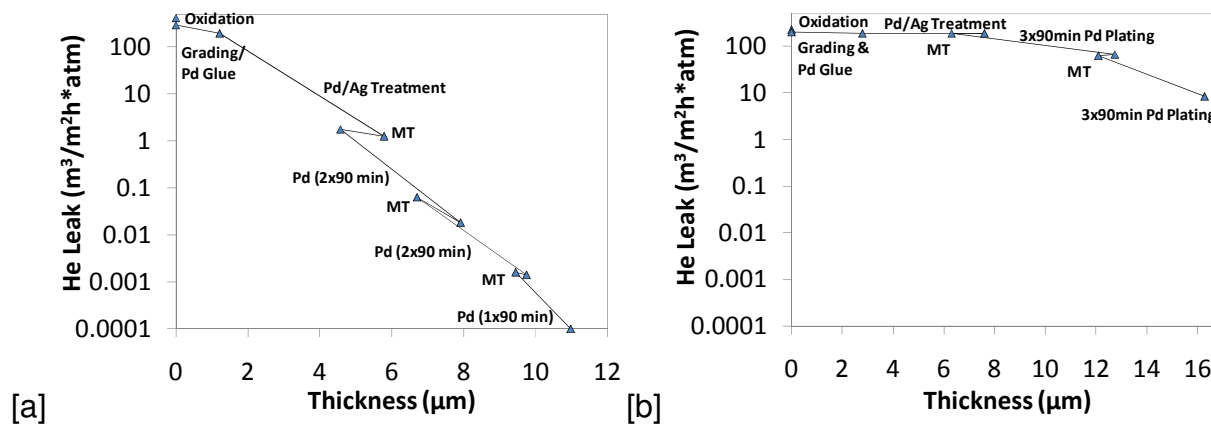 He Leak (m³/m²h*atm)
100
10
1
0.1
0.01
0.001
0.0001
Oxidation
Grading/
Pd Glue
Pd/Ag Treatment
MT
Pd (2x90 min)
MT
Pd (2x90 min)
MT
Pd (1x90 min)
0 2 4 6 8 10 12
Thickness (µm)
[a]
He Leak (m³/m²h*atm)
100
10
1
0.1
0.01
0.001
0.0001
Oxidation
Pd/Ag Treatment
3x90min Pd Plating
Grading &
Pd Glue
MT
MT
3x90min Pd Plating
0 2 4 6 8 10 12 14 16
Thickness (µm)
[b]